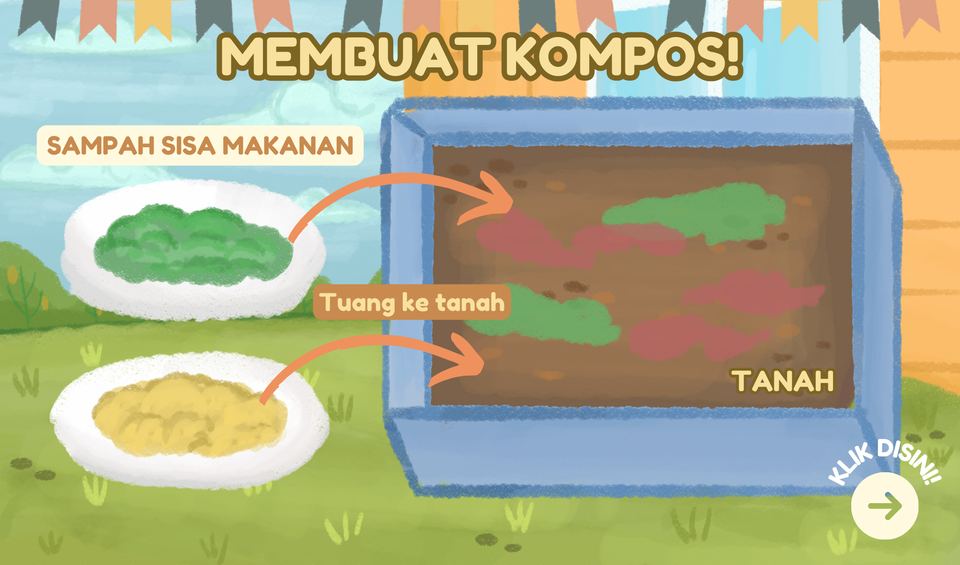 MEMBUAT KOMPOS!
SAMPAH SISA MAKANAN
Tuang ke tanah
TANAH
KLIK DISINI!